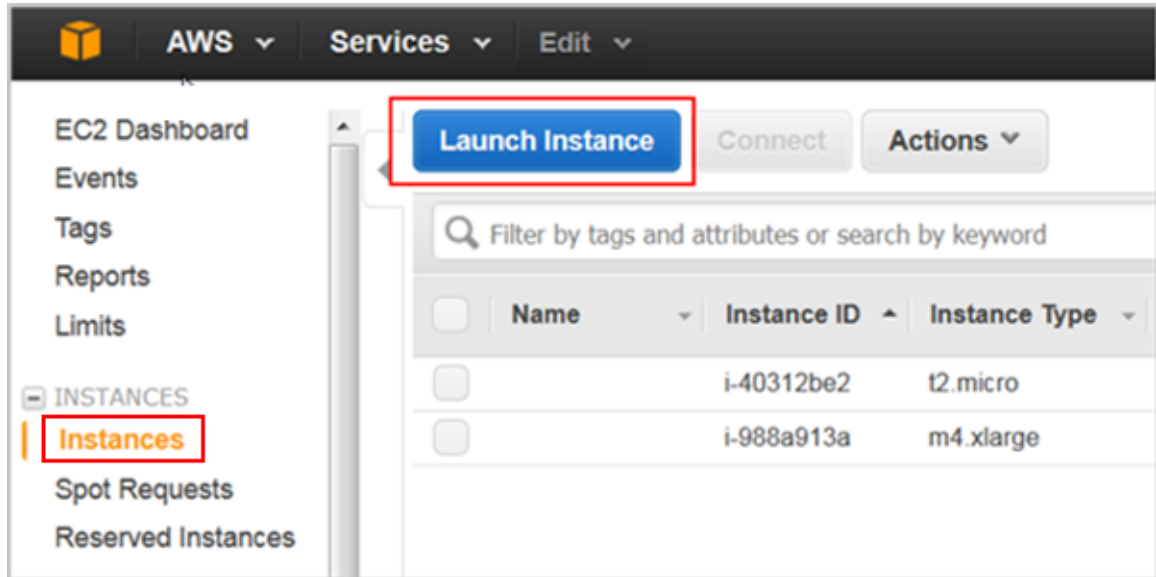 AWS Services Edit
EC2 Dashboard
Events
Tags
Reports
Limits
INSTANCES
Instances
Spot Requests
Reserved Instances
Launch Instance Connect Actions
Filter by tags and attributes or search by keyword
Name Instance ID Instance Type
i-40312be2 t2.micro
i-988a913a m4.xlarge